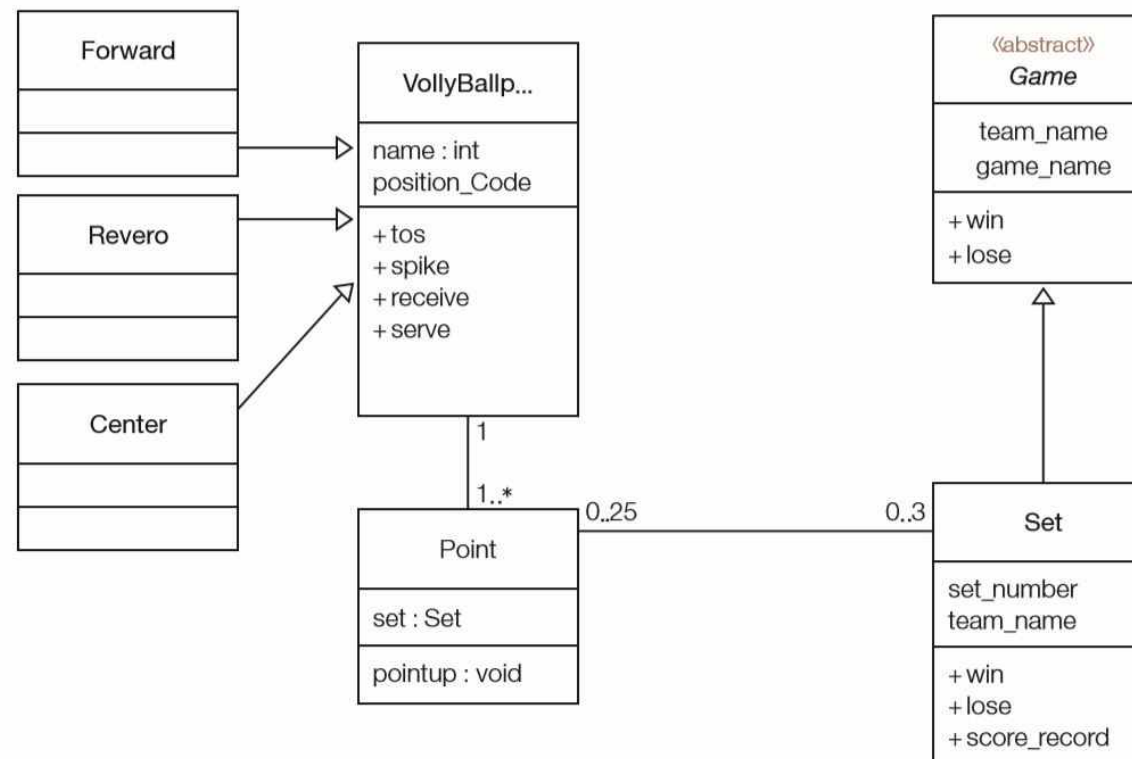 Forward
Revero
Center
VollyBallp...
name : int
position_Code
+ tos
+ spike
+ receive
+ serve
1
1..*
Point
set : Set
pointup : void
0..25
0..3
《abstract》
Game
team_name
game_name
+ win
+ lose
Set
set_number
team_name
+ win
+ lose
+ score_record